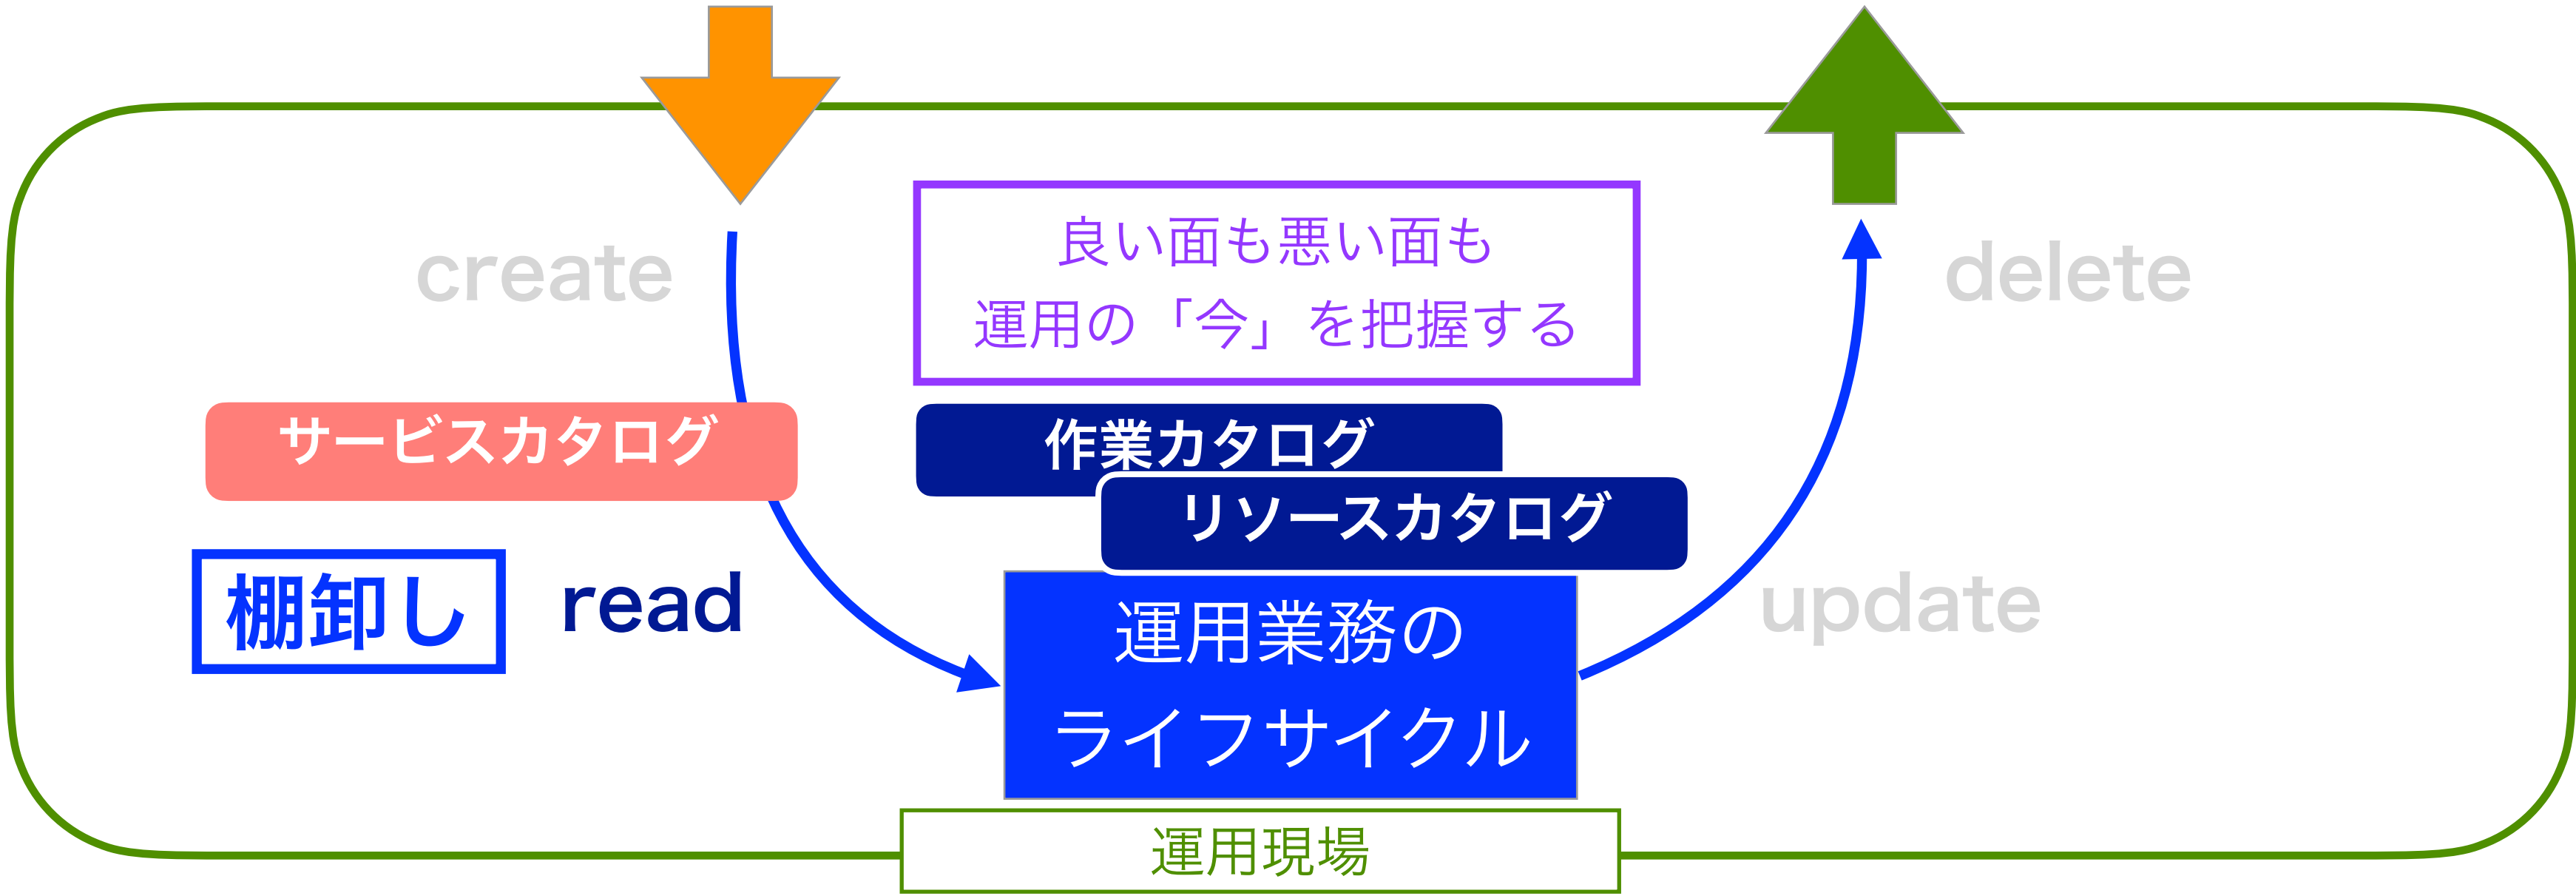 create
良い面も悪い面も
運用の「今」を把握する
delete
サービスカタログ
作業カタログ
リソースカタログ
棚卸し
read
運用業務の
ライフサイクル
update
運用現場